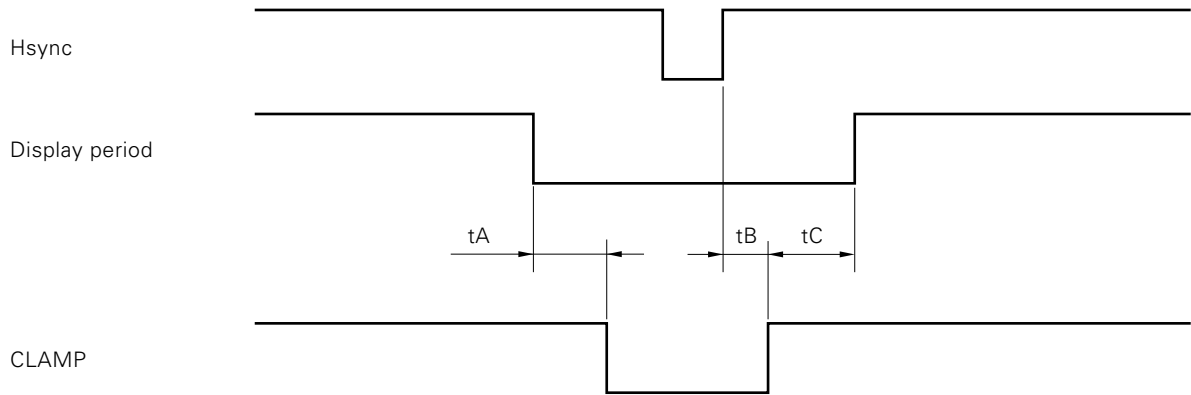 Hsync
Display period
tA
tB
tC
CLAMP